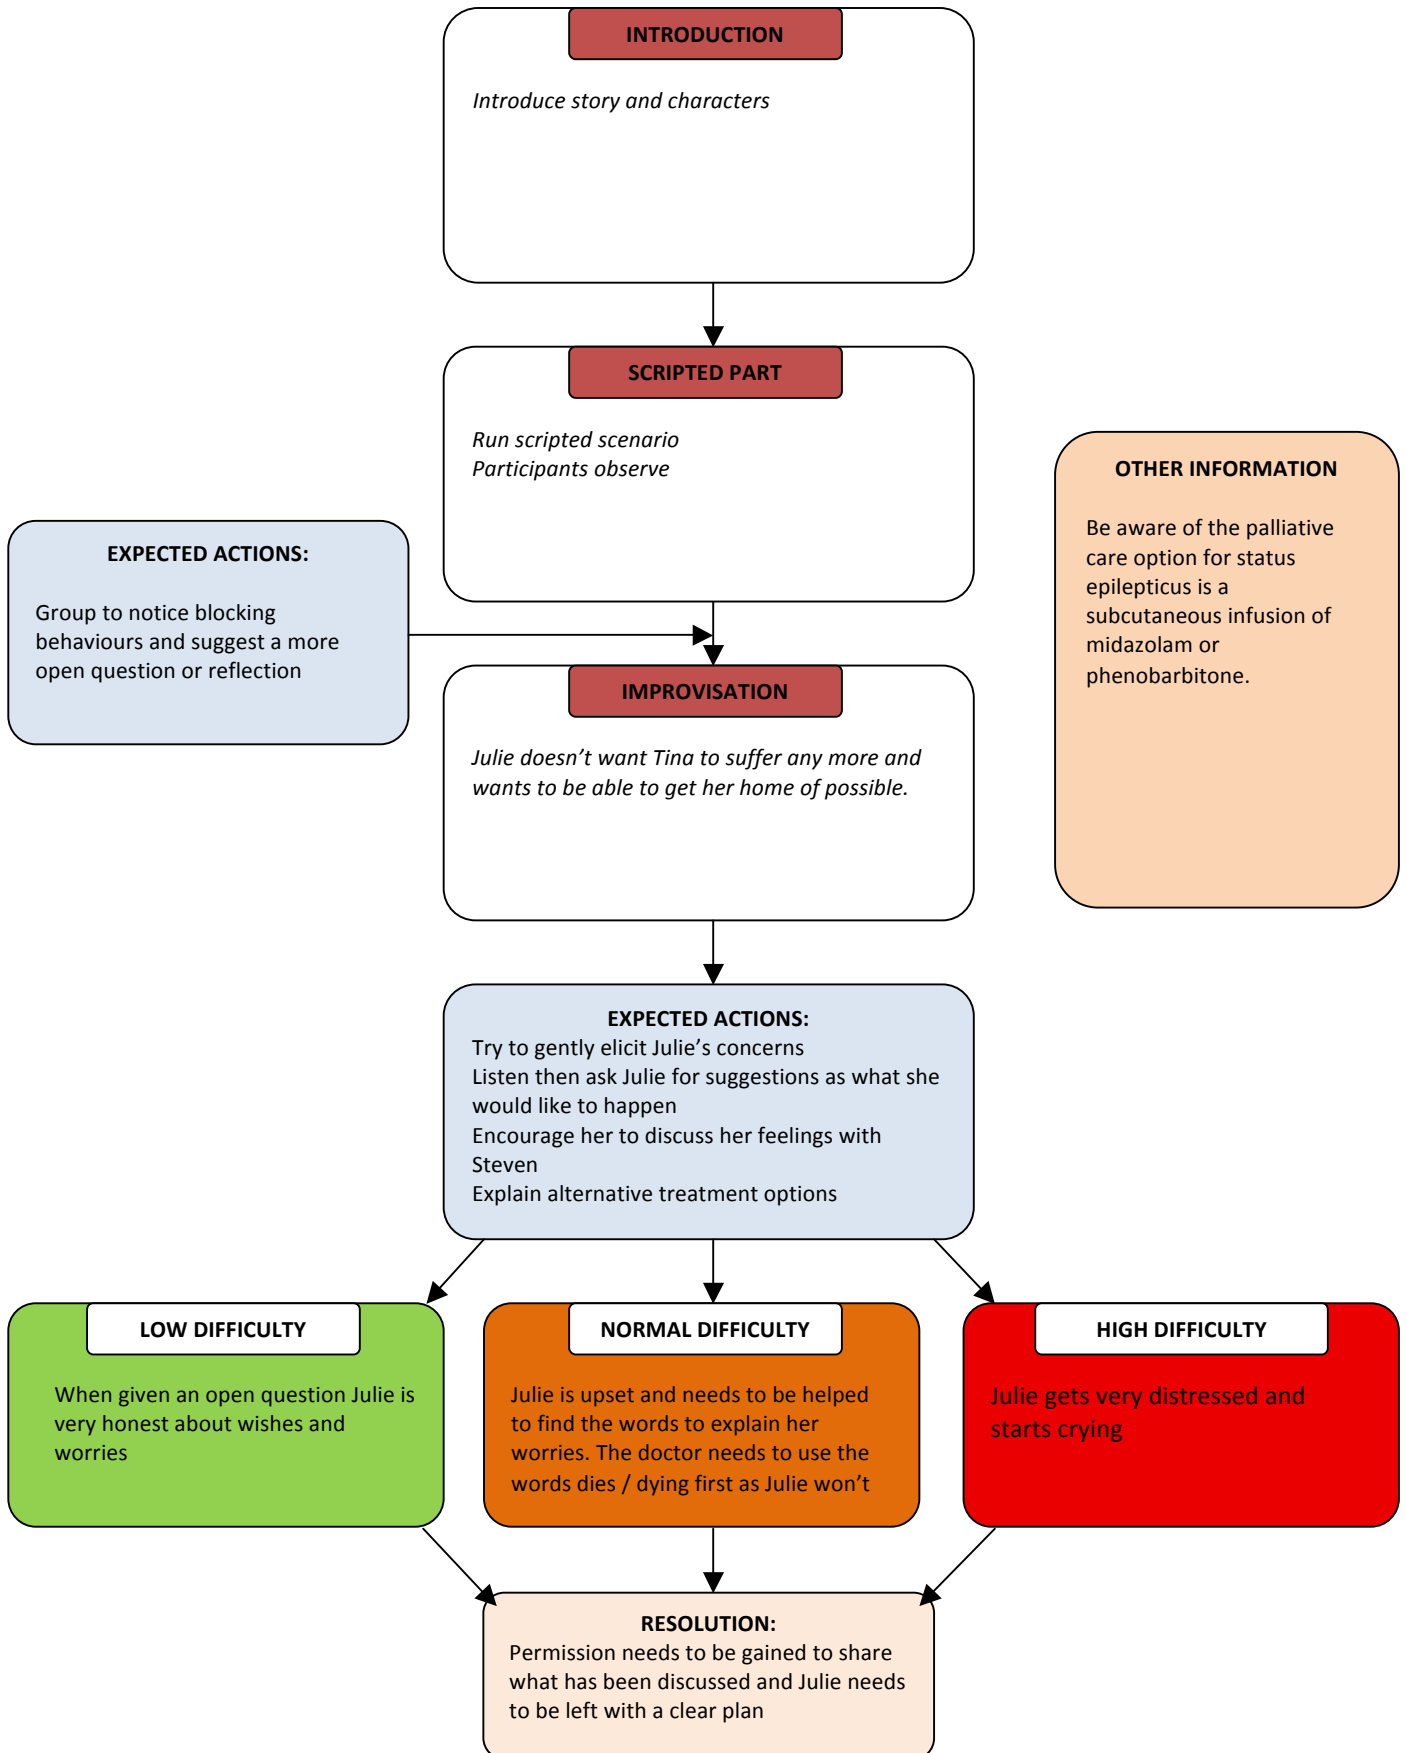 INTRODUCTION
Introduce story and characters
SCRIPTED PART
Run scripted scenario
Participants observe
OTHER INFORMATION
Be aware of the palliative
care option for status
epilepticus is a
subcutaneous infusion of
midazolam or
phenobarbitone.
EXPECTED ACTIONS:
Group to notice blocking
behaviours and suggest a more
open question or reflection
IMPROVISATION
Julie doesn’t want Tina to suffer any more and
wants to be able to get her home of possible.
EXPECTED ACTIONS:
Try to gently elicit Julie’s concerns
Listen then ask Julie for suggestions as what she
would like to happen
Encourage her to discuss her feelings with
Steven
Explain alternative treatment options
LOW DIFFICULTY
When given an open question Julie is
very honest about wishes and
worries
NORMAL DIFFICULTY
Julie is upset and needs to be helped
to find the words to explain her
worries. The doctor needs to use the
words dies / dying first as Julie won’t
HIGH DIFFICULTY
Julie gets very distressed and
starts crying
RESOLUTION:
Permission needs to be gained to share
what has been discussed and Julie needs
to be left with a clear plan